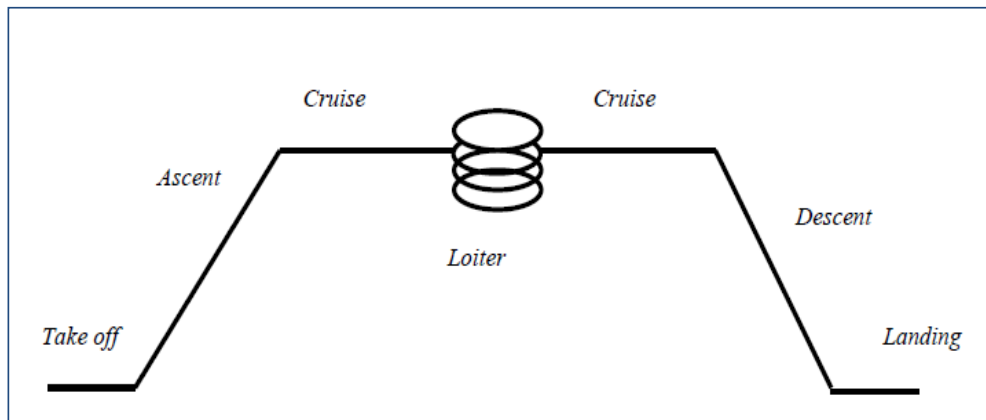 Cruise
Cruise
Ascent
Descent
Loiter
Take off
Landing